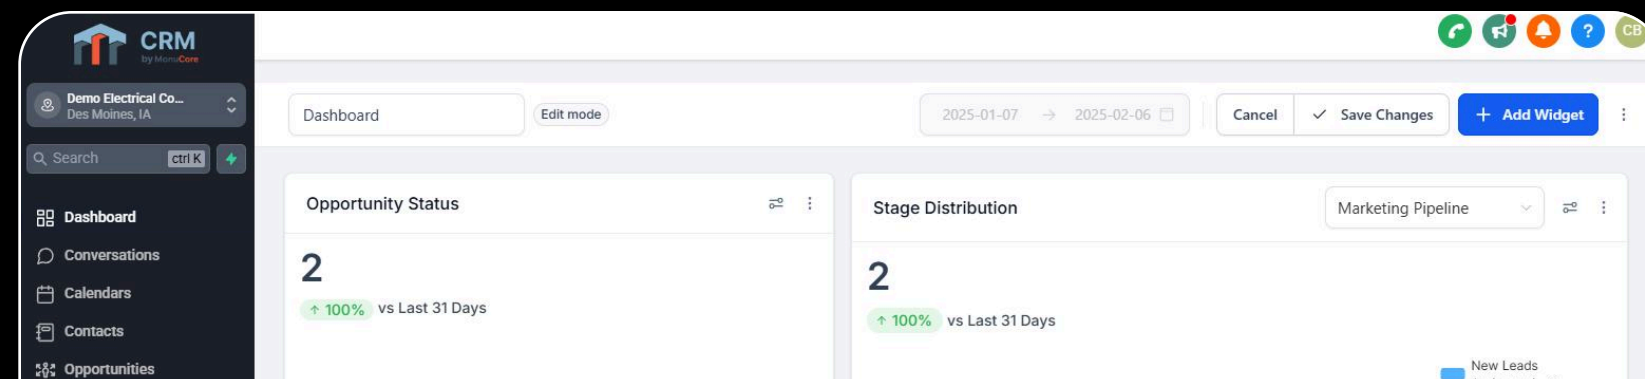 CRM
by MonuCore
CB
Demo Electrical Co...
Des Moines, IA
Search ctrl K
Dashboard
Conversations
Calendars
Contacts
Opportunities
Dashboard Edit mode 2025-01-07 → 2025-02-06 Cancel Save Changes + Add Widget
Opportunity Status
2
↑ 100% vs Last 31 Days
Stage Distribution Marketing Pipeline
2
↑ 100% vs Last 31 Days
New Leads